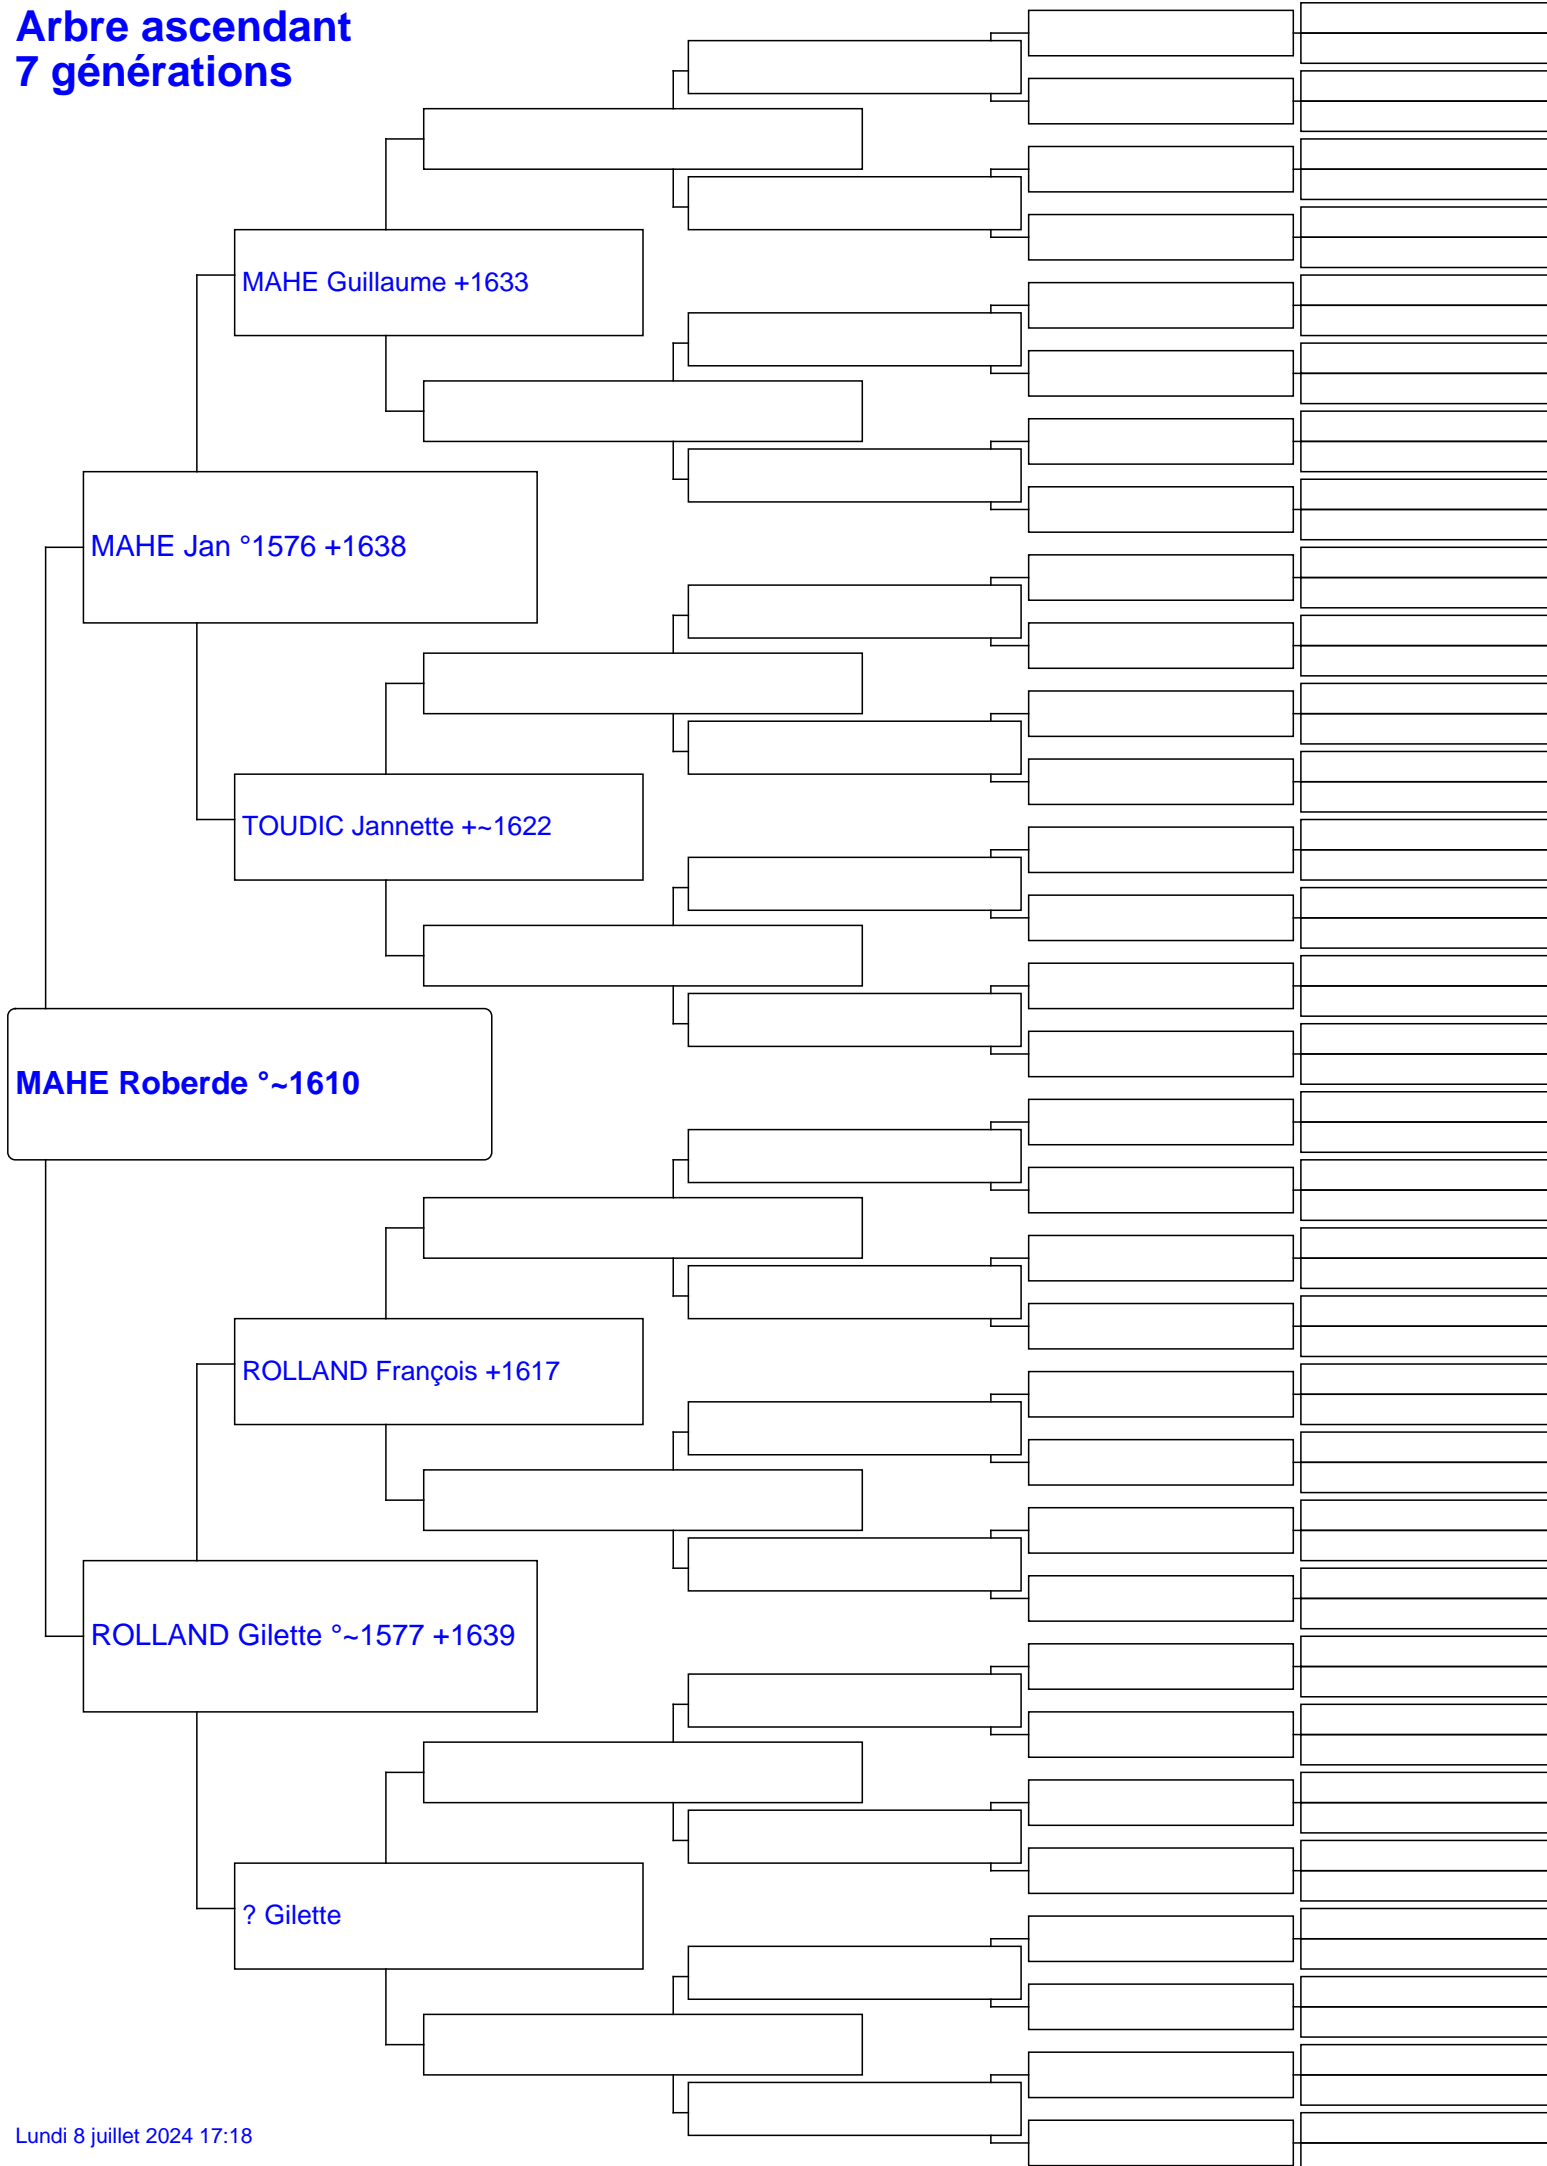 Arbre ascendant
7 générations
MAHE Guillaume +1633
MAHE Jan °1576 +1638
TOUDIC Jannette +~1622
MAHE Roberde °~1610
ROLLAND François +1617
ROLLAND Gilette °~1577 +1639
? Gilette
Lundi 8 juillet 2024 17:18